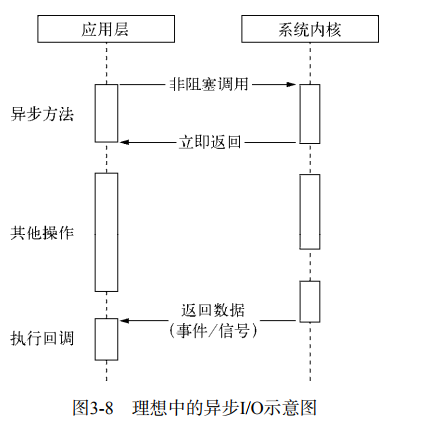 应用层
系统内核
异步方法
非阻塞调用
立即返回
其他操作
返回数据
（事件/信号）
执行回调
图3-8 理想中的异步I/O示意图